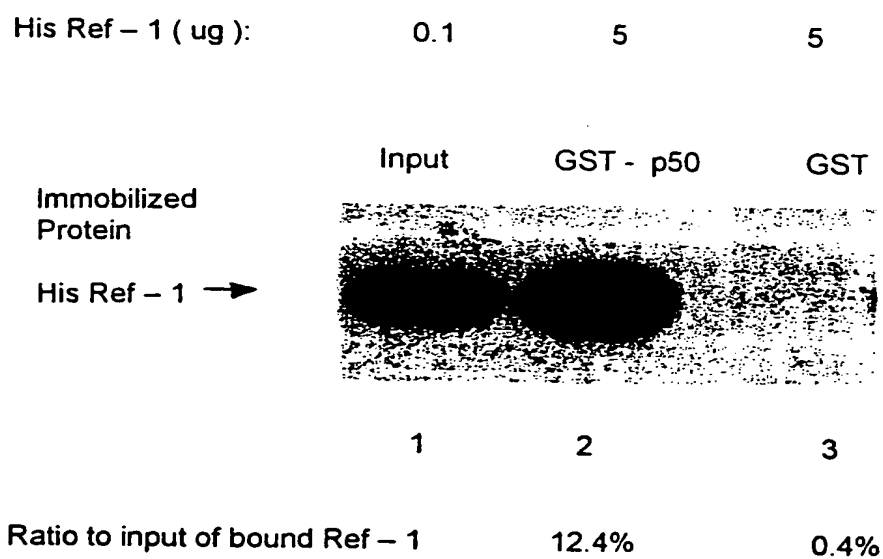 His Ref – 1 ( ug ): 0.1 5 5
Input GST - p50 GST
Immobilized
Protein
His Ref – 1
1 2 3
Ratio to input of bound Ref – 1 12.4% 0.4%